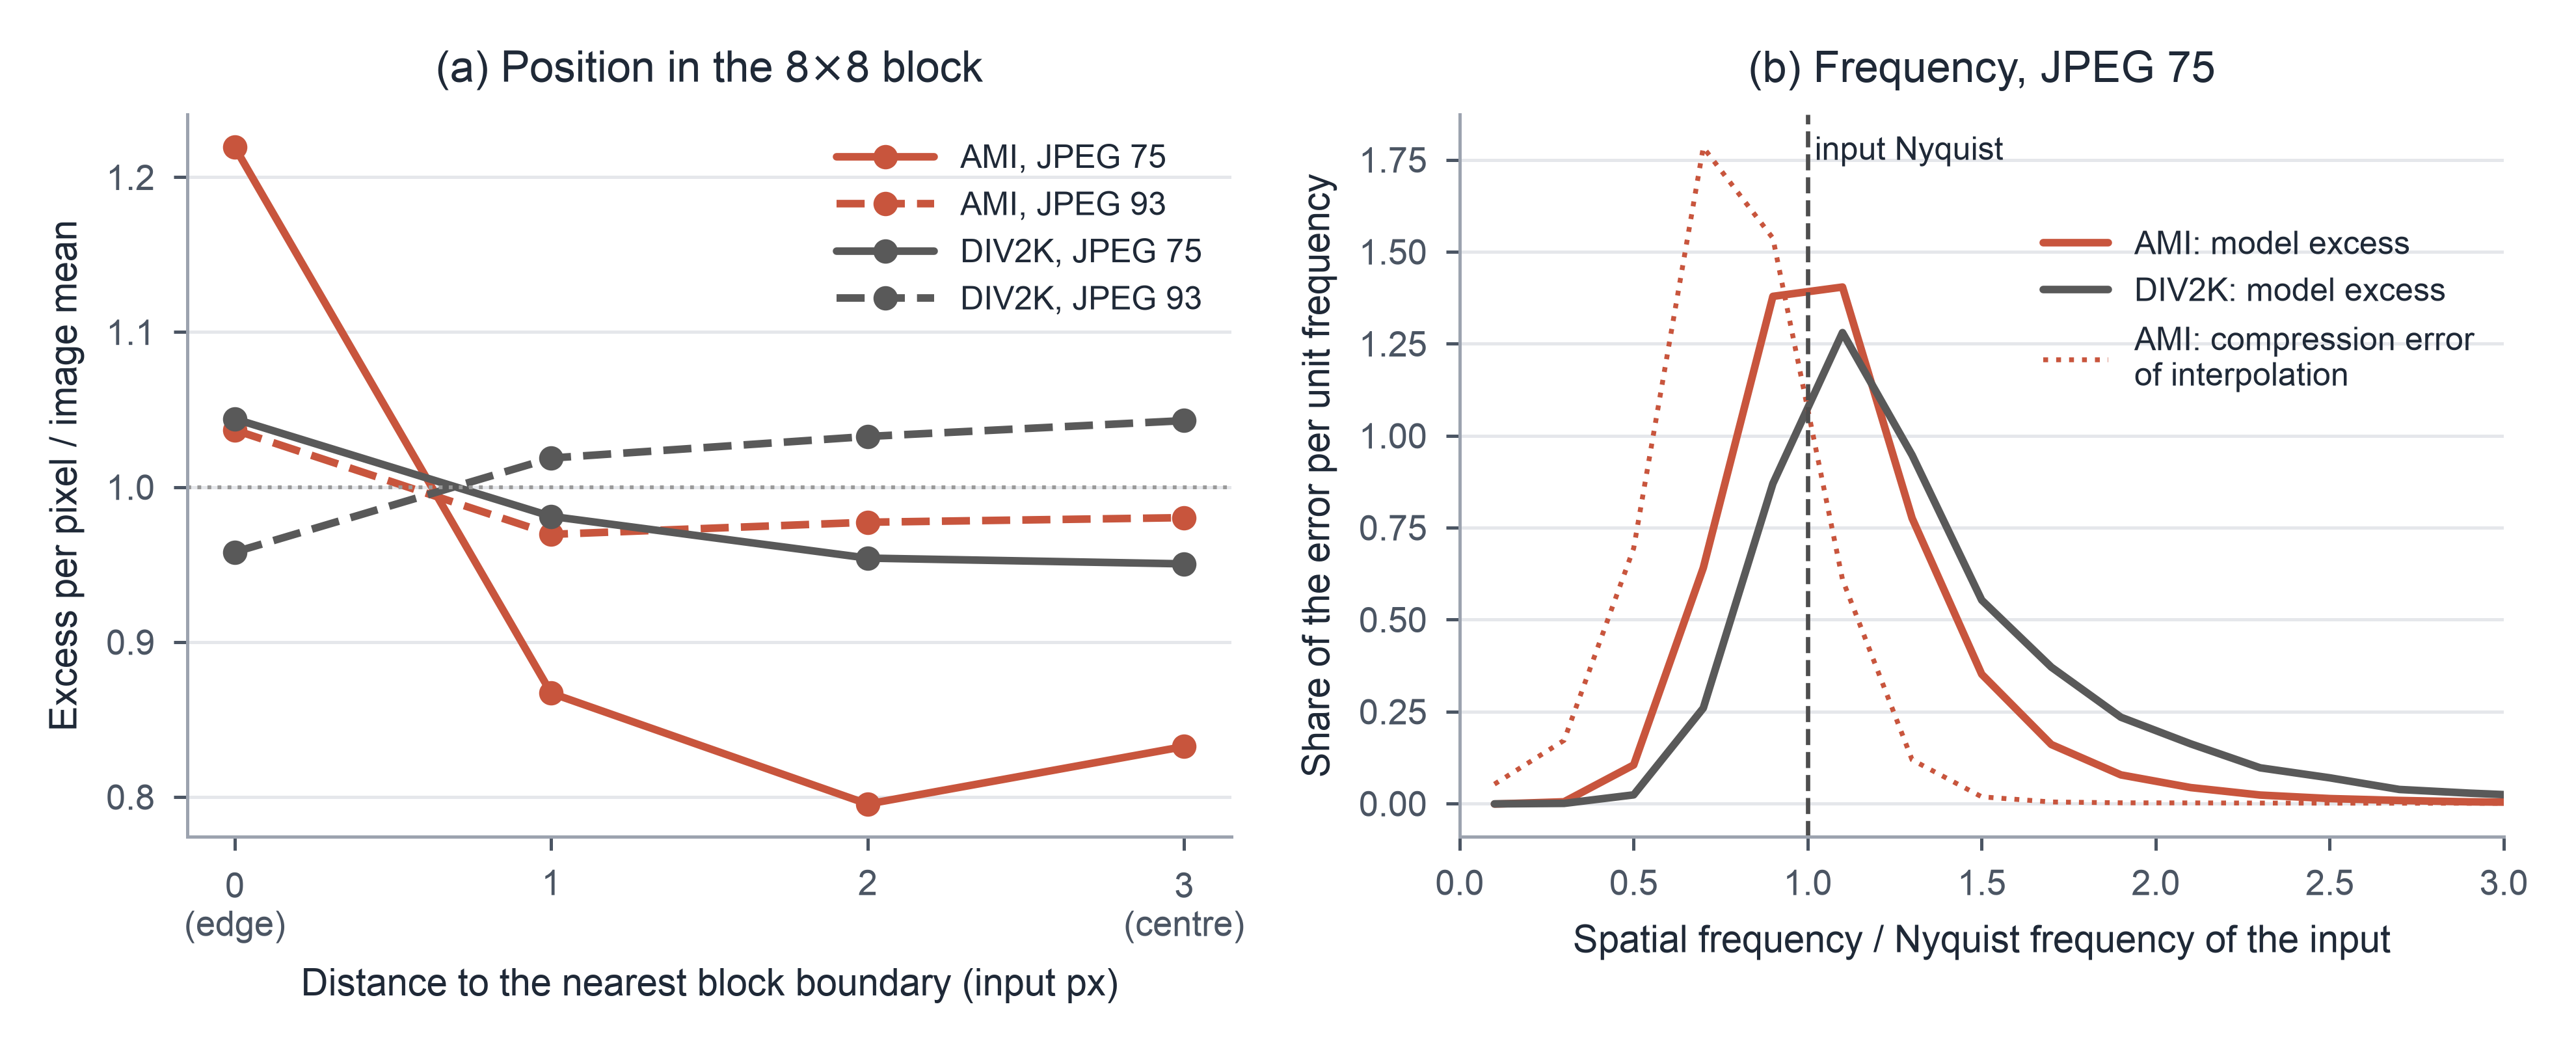 (a) Position in the 8×8 block
Excess per pixel / image mean
1.2
1.1
1.0
0.9
0.8
AMI, JPEG 75
AMI, JPEG 93
DIV2K, JPEG 75
DIV2K, JPEG 93
0
(edge)
1
2
3
(centre)
Distance to the nearest block boundary (input px)
(b) Frequency, JPEG 75
Share of the error per unit frequency
1.75
1.50
1.25
1.00
0.75
0.50
0.25
0.00
input Nyquist
AMI: model excess
DIV2K: model excess
AMI: compression error
of interpolation
0.0
0.5
1.0
1.5
2.0
2.5
3.0
Spatial frequency / Nyquist frequency of the input